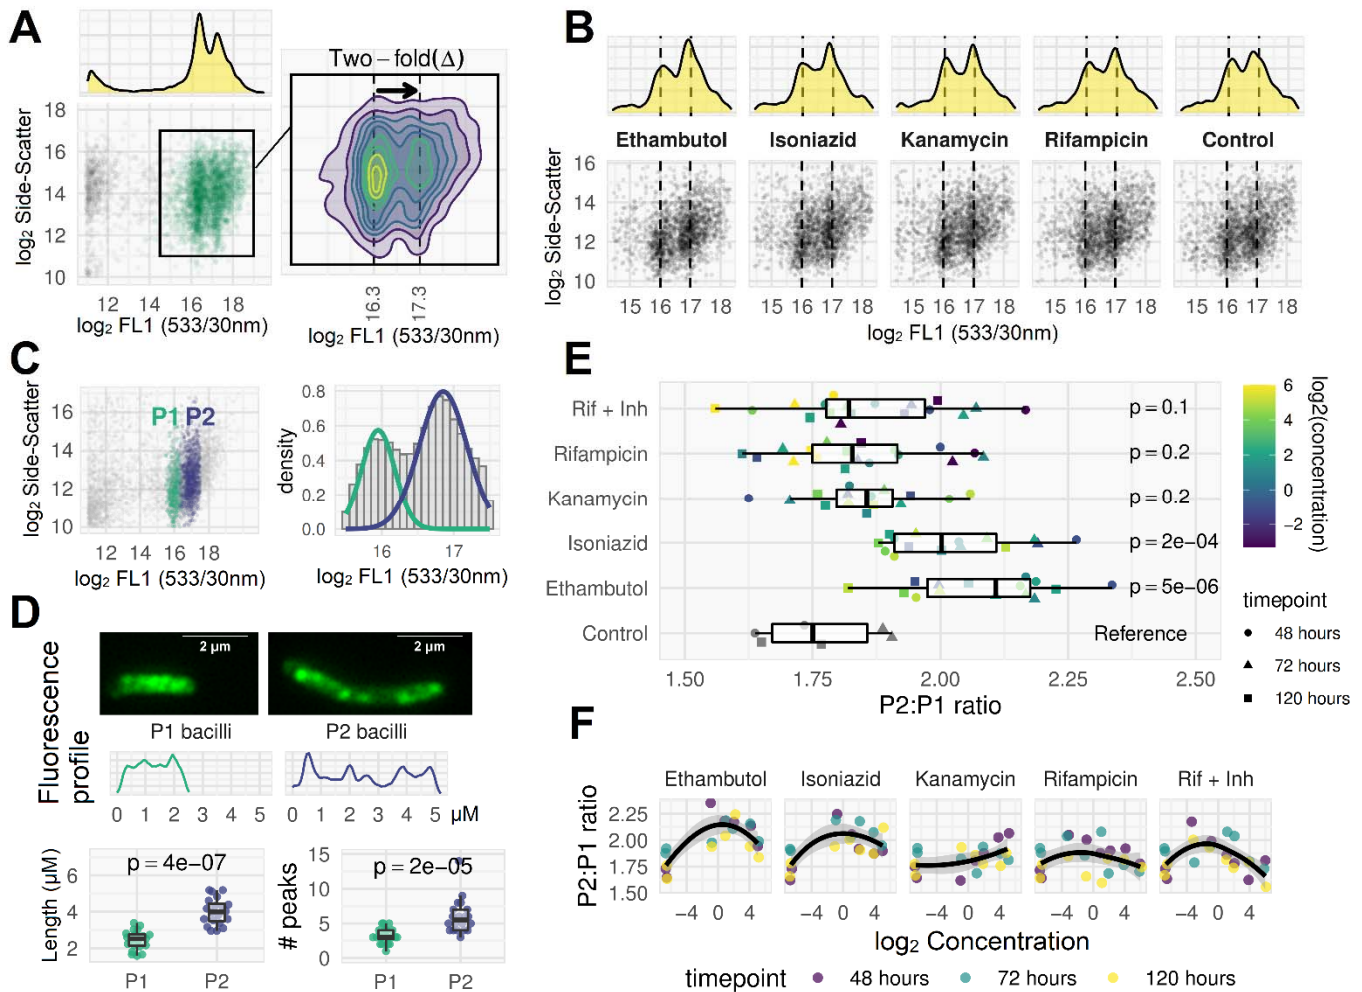 A
18
16
14
12
10
log₂ Side-Scatter
12 14 16 18
log₂ FL1 (533/30nm)
Two−fold(Δ)
16.3
17.3
log₂ FL1 (533/30nm)
B
Ethambutol Isoniazid Kanamycin Rifampicin Control
16
14
12
10
log₂ Side-Scatter
15 16 17 18 15 16 17 18 15 16 17 18 15 16 17 18 15 16 17 18
log₂ FL1 (533/30nm)
C
P1 P2
16
14
12
10
log₂ Side-Scatter
12 14 16 18
log₂ FL1 (533/30nm)
0.8
0.6
0.4
0.2
0.0
density
16 17
log₂ FL1 (533/30nm)
D
2 μm 2 μm
P1 bacilli P2 bacilli
Fluorescence
profile
0 1 2 3 4 5 0 1 2 3 4 5 μM
Length (μM)
6
4
2
p = 4e−07
P1 P2
# peaks
15
10
5
0
p = 2e−05
P1 P2
E
Rif + Inh p = 0.1
Rifampicin p = 0.2
Kanamycin p = 0.2
Isoniazid p = 2e−04
Ethambutol p = 5e−06
Control Reference
1.50 1.75 2.00 2.25 2.50
P2:P1 ratio
log2(concentration)
6
4
2
0
−2
timepoint
48 hours
72 hours
120 hours
F
Ethambutol Isoniazid Kanamycin Rifampicin Rif + Inh
P2:P1 ratio
2.25
2.00
1.75
1.50
−4 0 4 −4 0 4 −4 0 4 −4 0 4 −4 0 4
log₂ Concentration
timepoint 48 hours 72 hours 120 hours